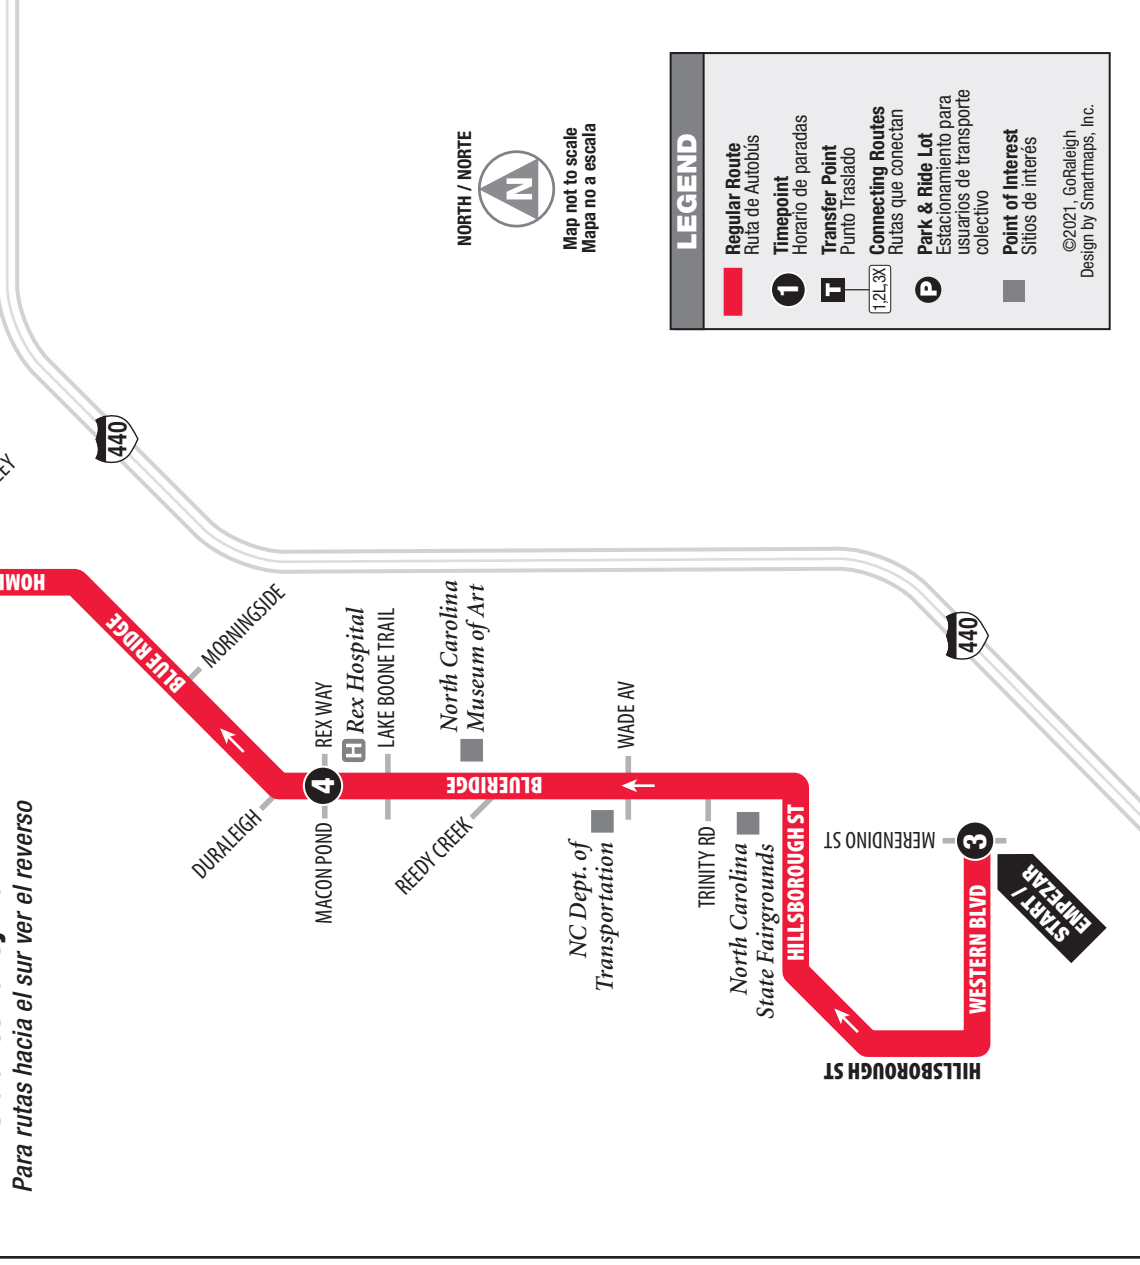 Para rutas hacia el sur ver el reverso
440
BLUE RIDGE
MORNINGSIDE
DURALEIGH
4
REX WAY
MACON POND
H Rex Hospital
LAKE BOONE TRAIL
North Carolina
Museum of Art
BLUERIDGE
REEDY CREEK
NC Dept. of
Transportation
WADE AV
TRINITY RD
North Carolina
State Fairgrounds
HILLSBOROUGH ST
HILLSBOROUGH ST
MERENDINO ST
3
WESTERN BLVD
START /
EMPEZAR
440
NORTH / NORTE
N
Map not to scale
Mapa no a escala
LEGEND
Regular Route
Ruta de Autobús
1
Timepoint
Horario de paradas
T
Transfer Point
Punto Traslado
1,2L,3X
Connecting Routes
Rutas que conectan
P
Park & Ride Lot
Estacionamiento para
usuarios de transporte
colectivo
Point of Interest
Sitios de interés
©2021, GoRaleigh
Design by Smartmaps, Inc.